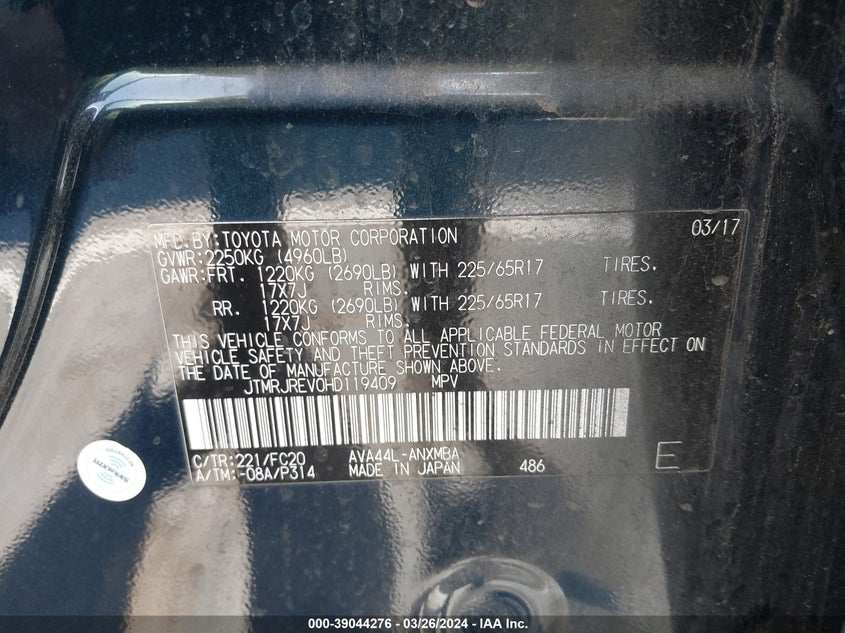 MFD.BY:TOYOTA MOTOR CORPORATION 03/17
GVWR:2250KG (4960LB)
GAWR:FRT. 1220KG (2690LB) WITH 225/65R17 TIRES,
17X7J RIMS,
RR. 1220KG (2690LB) WITH 225/65R17 TIRES,
17X7J RIMS.
THIS VEHICLE CONFORMS TO ALL APPLICABLE FEDERAL MOTOR
VEHICLE SAFETY AND THEFT PREVENTION STANDARDS IN EFFECT ON
THE DATE OF MANUFACTURE SHOWN ABOVE.
JTMRJREV0HD119409 MPV
C/TR:221/FC20 AVA44L-ANXMBA
A/TM:-08A/P314 MADE IN JAPAN 486 E
SIRIUSXM
000-39044276 - 03/26/2024 - IAA Inc.